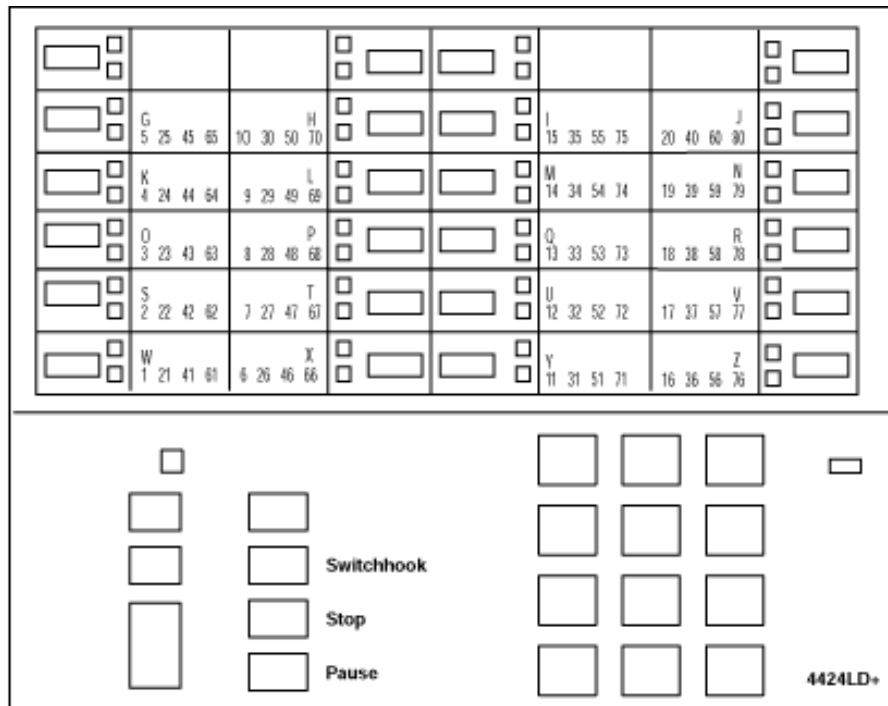 G H I J
5 25 45 65 10 30 50 70 15 35 55 75 20 40 60 80
K L M N
4 24 44 64 9 29 49 69 14 34 54 74 19 39 59 79
O P Q R
3 23 43 63 8 28 48 68 13 33 53 73 18 38 58 78
S T U V
2 22 42 62 7 27 47 67 12 32 52 72 17 37 57 77
W X Y Z
1 21 41 61 6 26 46 66 11 31 51 71 16 36 56 76
Switchhook
Stop
Pause
4424LD+